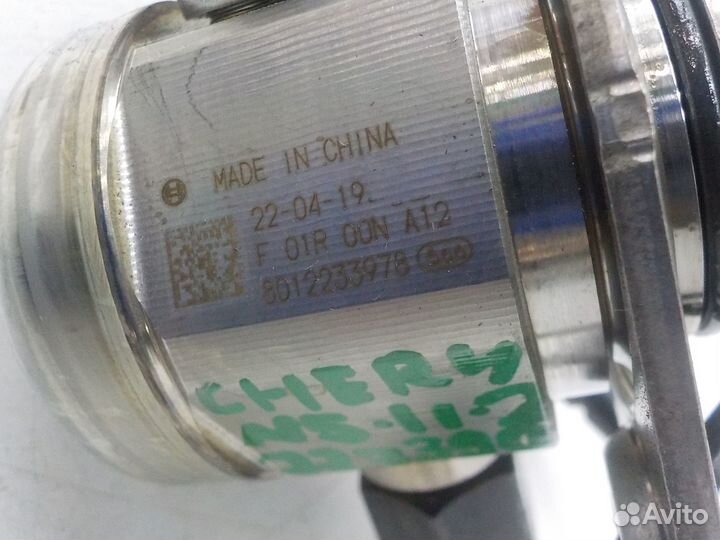 MADE IN CHINA
22-04-19
F 01R 00N A12
8012233978
CHERY
Avito